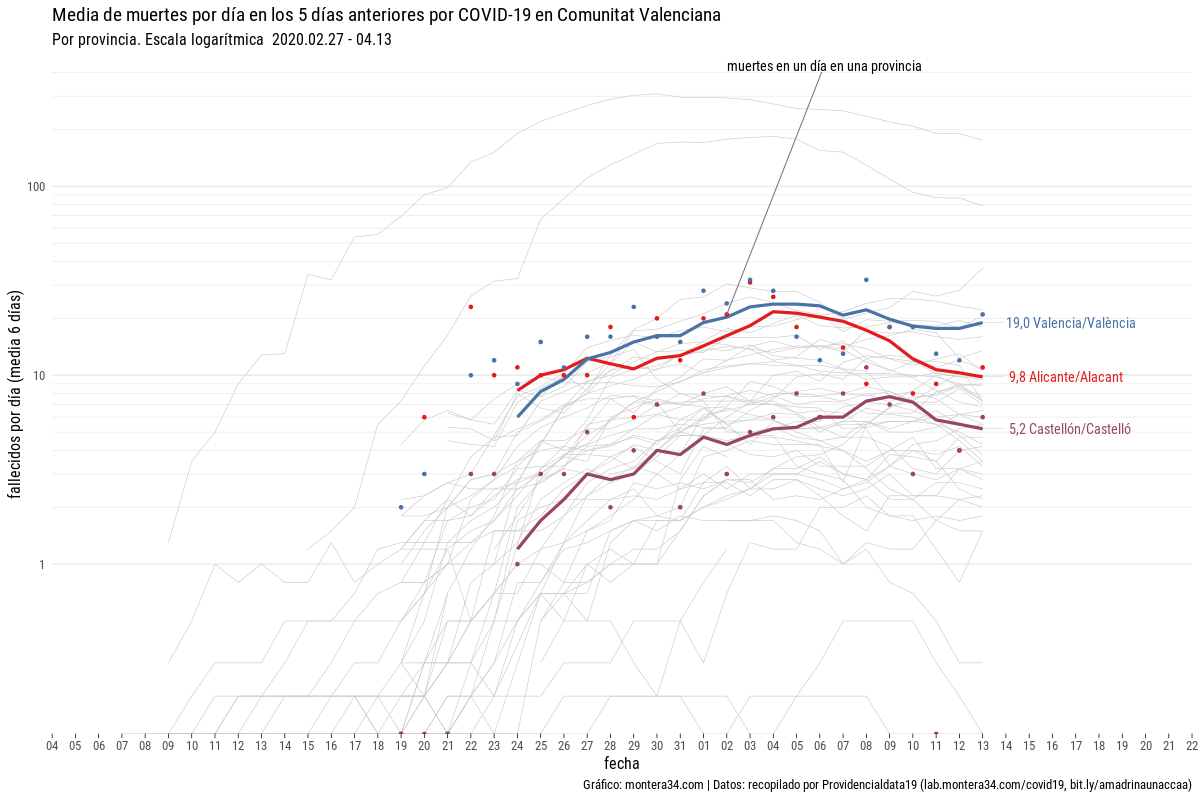 Media de muertes por día en los 5 días anteriores por COVID-19 en Comunitat Valenciana
Por provincia. Escala logarítmica  2020.02.27 - 04.13
muertes en un día en una provincia
100
10
1
fallecidos por día (media 6 días)
19,0 Valencia/València
9,8 Alicante/Alacant
5,2 Castellón/Castelló
04 05 06 07 08 09 10 11 12 13 14 15 16 17 18 19 20 21 22 23 24 25 26 27 28 29 30 31 01 02 03 04 05 06 07 08 09 10 11 12 13 14 15 16 17 18 19 20 21 22
fecha
Gráfico: montera34.com | Datos: recopilado por Providencialdata19 (lab.montera34.com/covid19, bit.ly/amadrinaunaccaa)